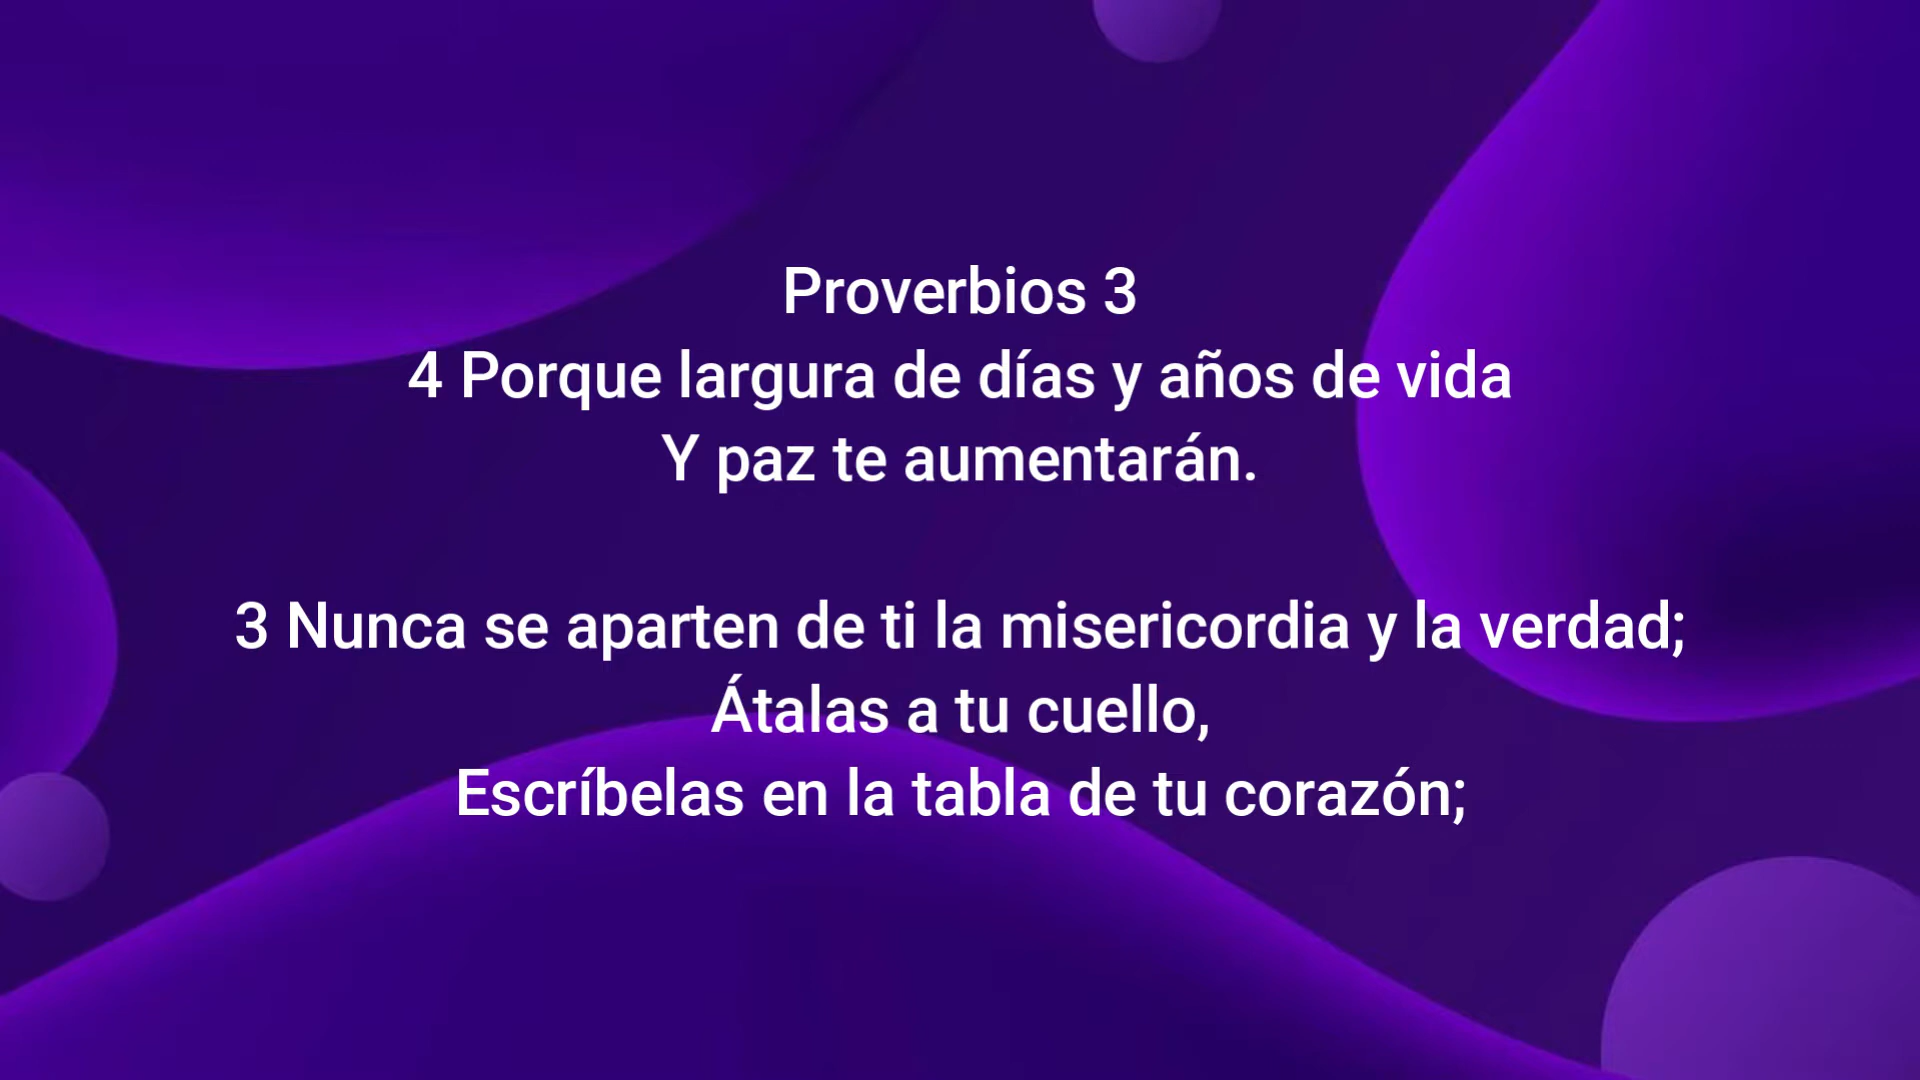 Proverbios 3
4 Porque largura de días y años de vida
Y paz te aumentarán.
3 Nunca se aparten de ti la misericordia y la verdad;
Átalas a tu cuello,
Escríbelas en la tabla de tu corazón;